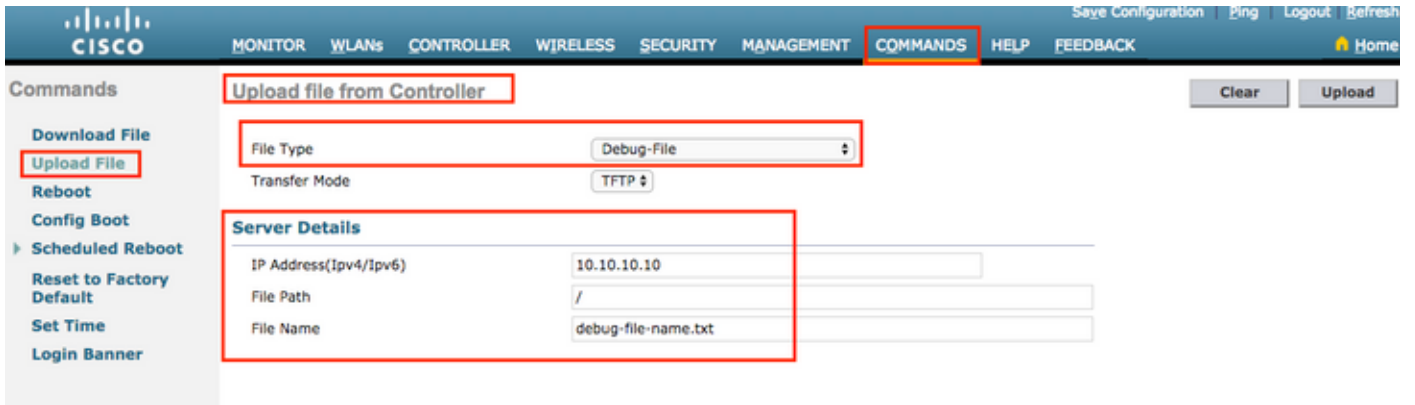 Save Configuration Ping Logout Refresh
CISCO MONITOR WLANs CONTROLLER WIRELESS SECURITY MANAGEMENT COMMANDS HELP FEEDBACK Home
Commands
Download File
Upload File
Reboot
Config Boot
Scheduled Reboot
Reset to Factory
Default
Set Time
Login Banner
Upload file from Controller
Clear Upload
File Type Debug-File
Transfer Mode TFTP
Server Details
IP Address(Ipv4/Ipv6) 10.10.10.10
File Path /
File Name debug-file-name.txt